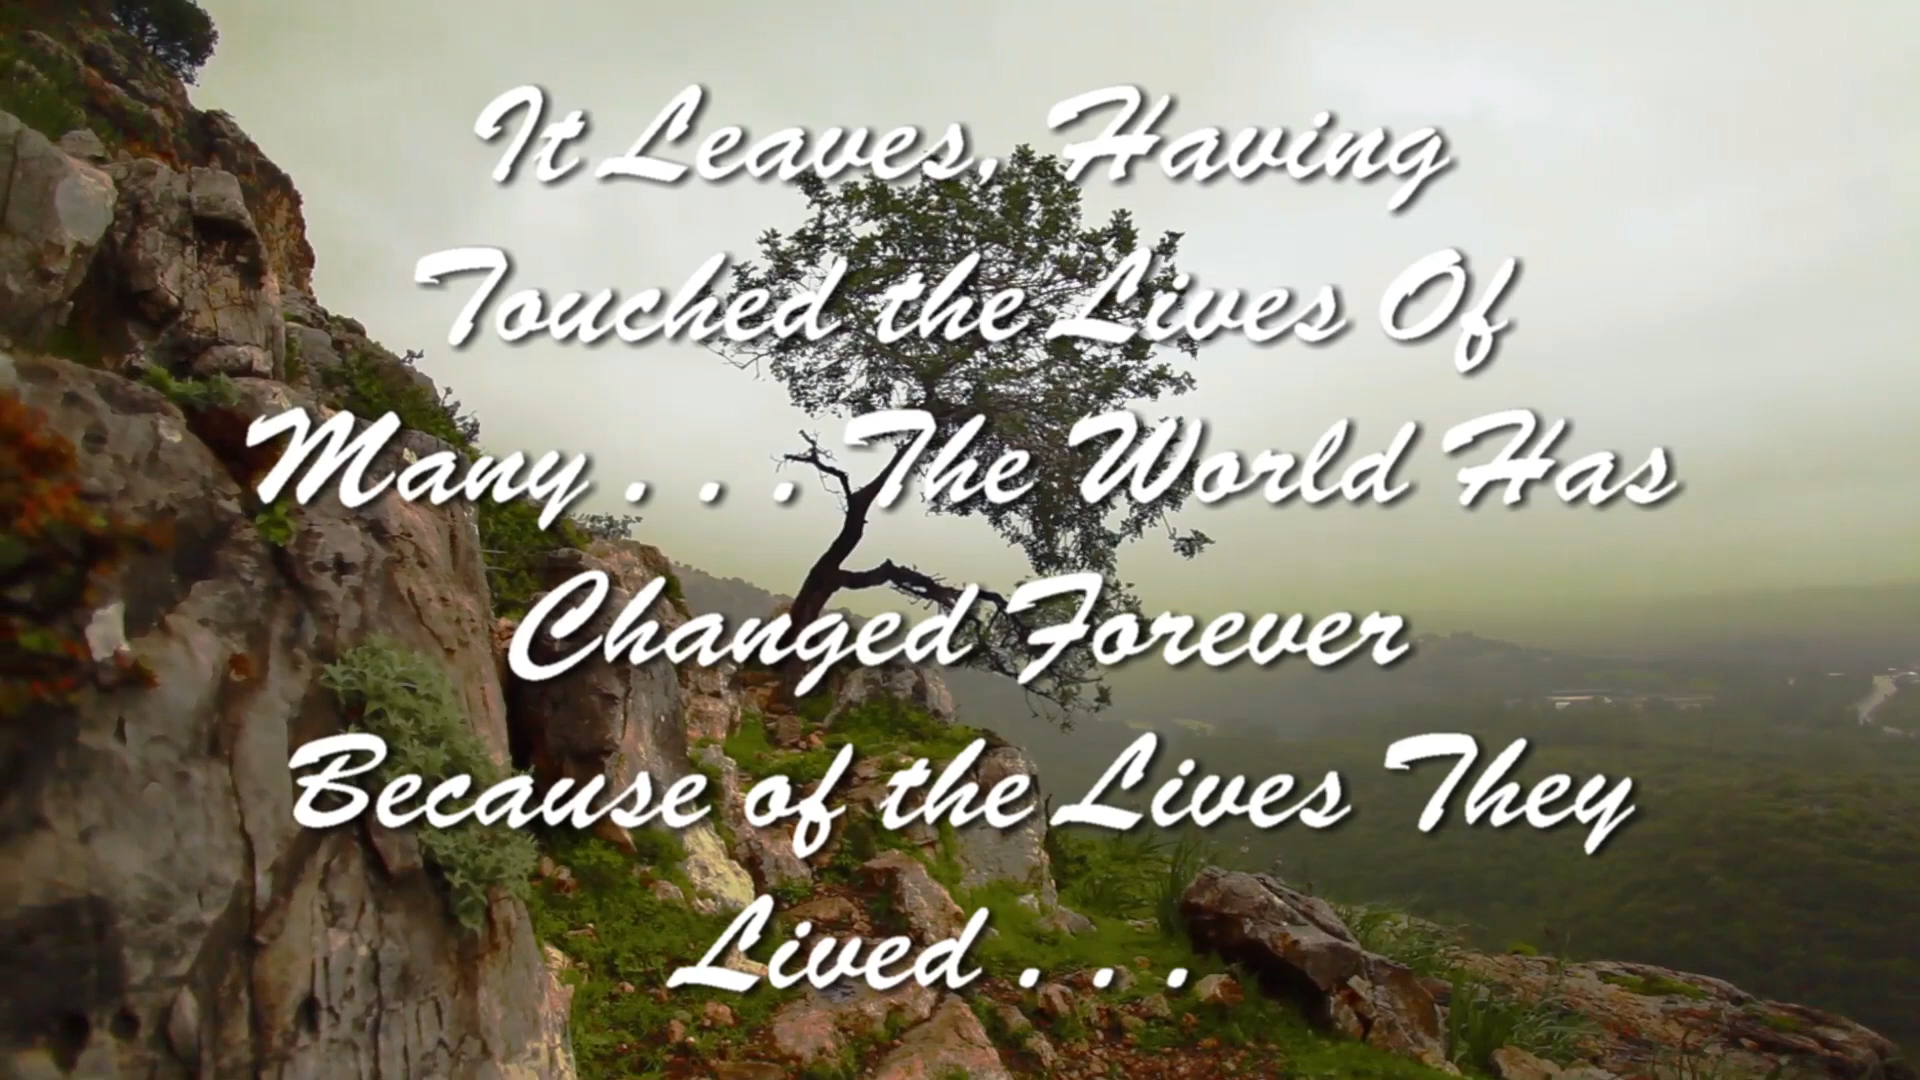 It Leaves, Having
Touched the Lives Of
Many . . . The World Has
Changed Forever
Because of the Lives They
Lived . . .